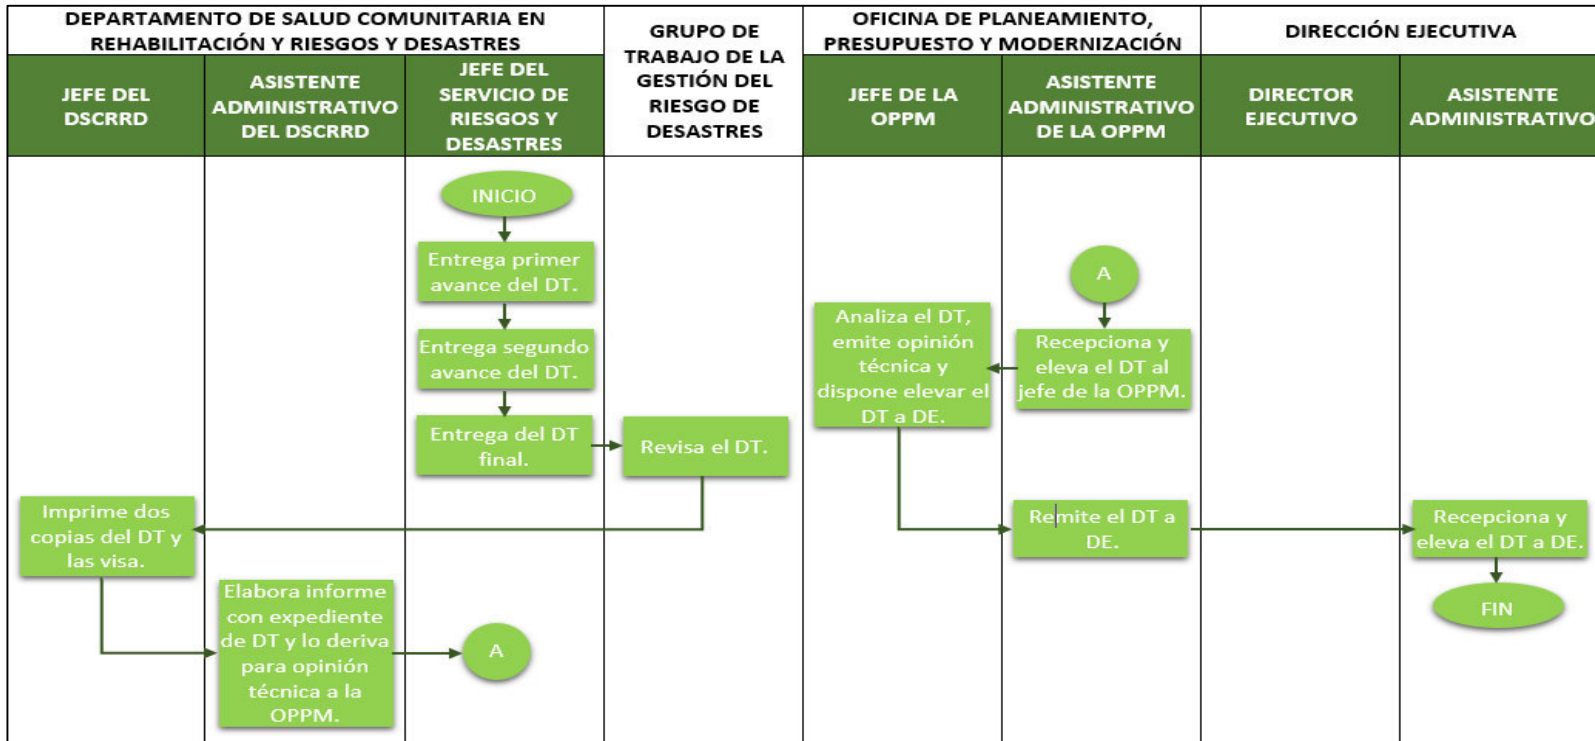 DEPARTAMENTO DE SALUD COMUNITARIA EN
REHABILITACIÓN Y RIESGOS Y DESASTRES
GRUPO DE
TRABAJO DE LA
GESTIÓN DEL
RIESGO DE
DESASTRES
OFICINA DE PLANEAMIENTO,
PRESUPUESTO Y MODERNIZACIÓN
DIRECCIÓN EJECUTIVA
JEFE DEL
DSCRRD
ASISTENTE
ADMINISTRATIVO
DEL DSCRRD
JEFE DEL
SERVICIO DE
RIESGOS Y
DESASTRES
JEFE DE LA
OPPM
ASISTENTE
ADMINISTRATIVO
DE LA OPPM
DIRECTOR
EJECUTIVO
ASISTENTE
ADMINISTRATIVO
INICIO
Entrega primer
avance del DT.
Entrega segundo
avance del DT.
Entrega del DT
final.
Revisa el DT.
Imprime dos
copias del DT y
las visa.
Elabora informe
con expediente
de DT y lo deriva
para opinión
técnica a la
OPPM.
A
A
Recepciona y
eleva el DT al
jefe de la OPPM.
Analiza el DT,
emite opinión
técnica y
dispone elevar el
DT a DE.
Remite el DT a
DE.
Recepciona y
eleva el DT a DE.
FIN